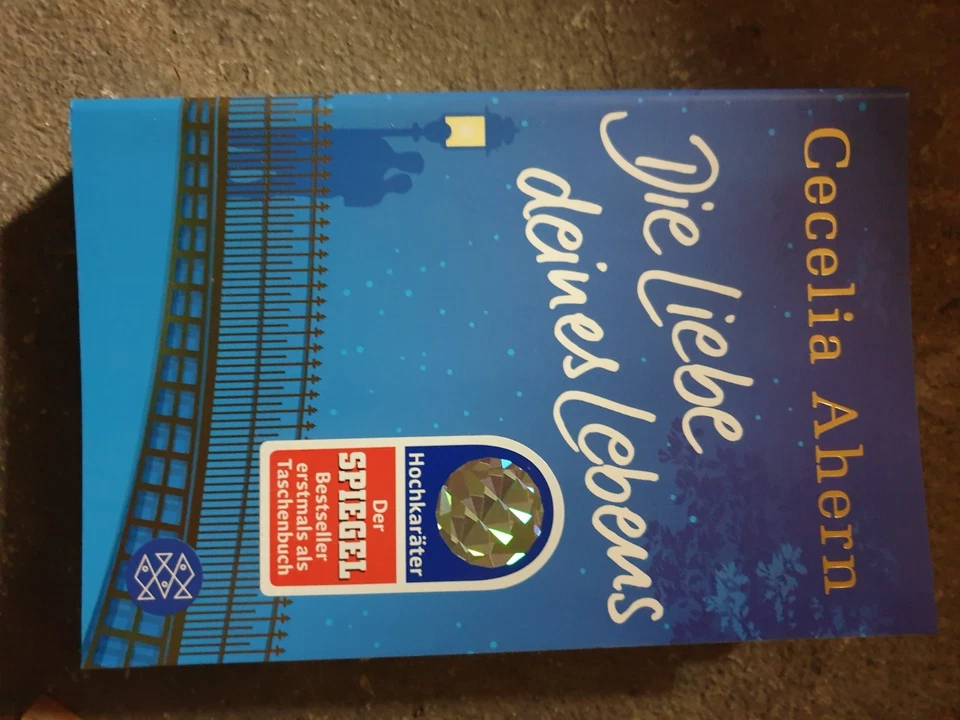 Cecelia Ahern
Die Liebe
deines Lebens
Hochkaräter
Der
SPIEGEL
Bestseller
erstmals als
Taschenbuch